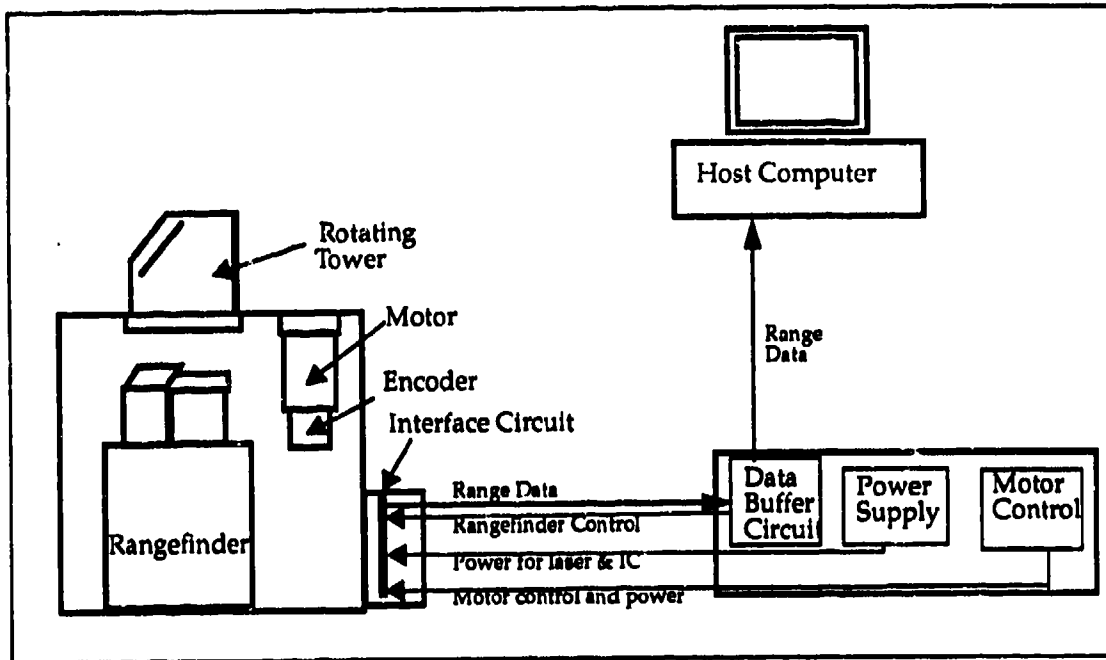 Host Computer
Rotating
Tower
Range
Data
Motor
Encoder
Interface Circuit
Rangefinder
Range Data
Rangefinder Control
Power for laser & IC
Motor control and power
Data
Buffer
Circuit
Power
Supply
Motor
Control